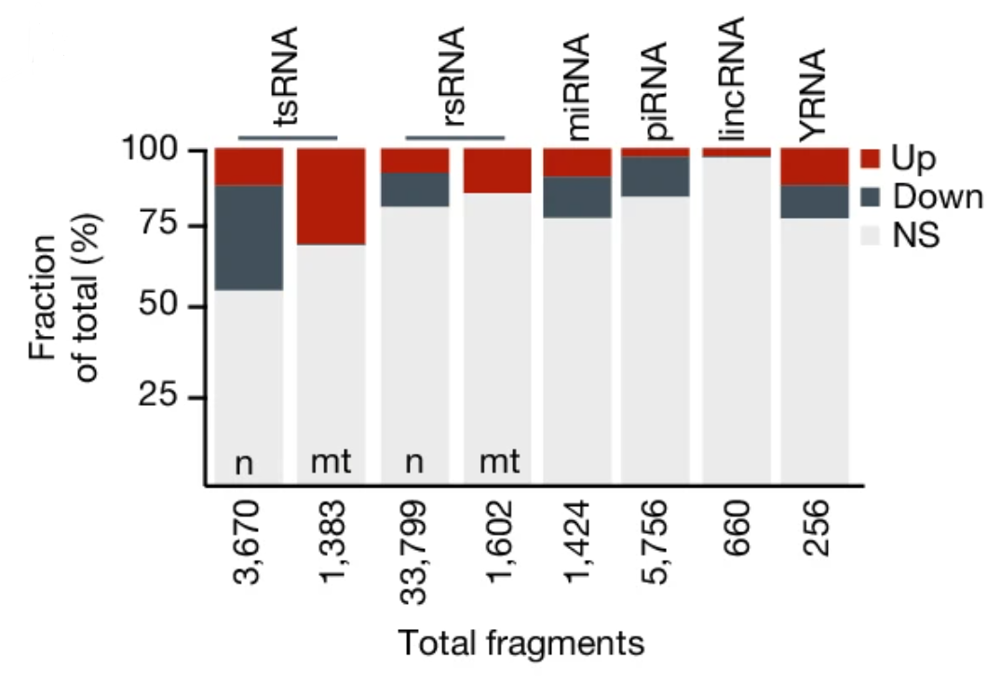 tsRNA
rsRNA
miRNA
piRNA
lincRNA
YRNA
100
75
50
25
Fraction
of total (%)
Up
Down
NS
n
mt
n
mt
3,670
1,383
33,799
1,602
1,424
5,756
660
256
Total fragments